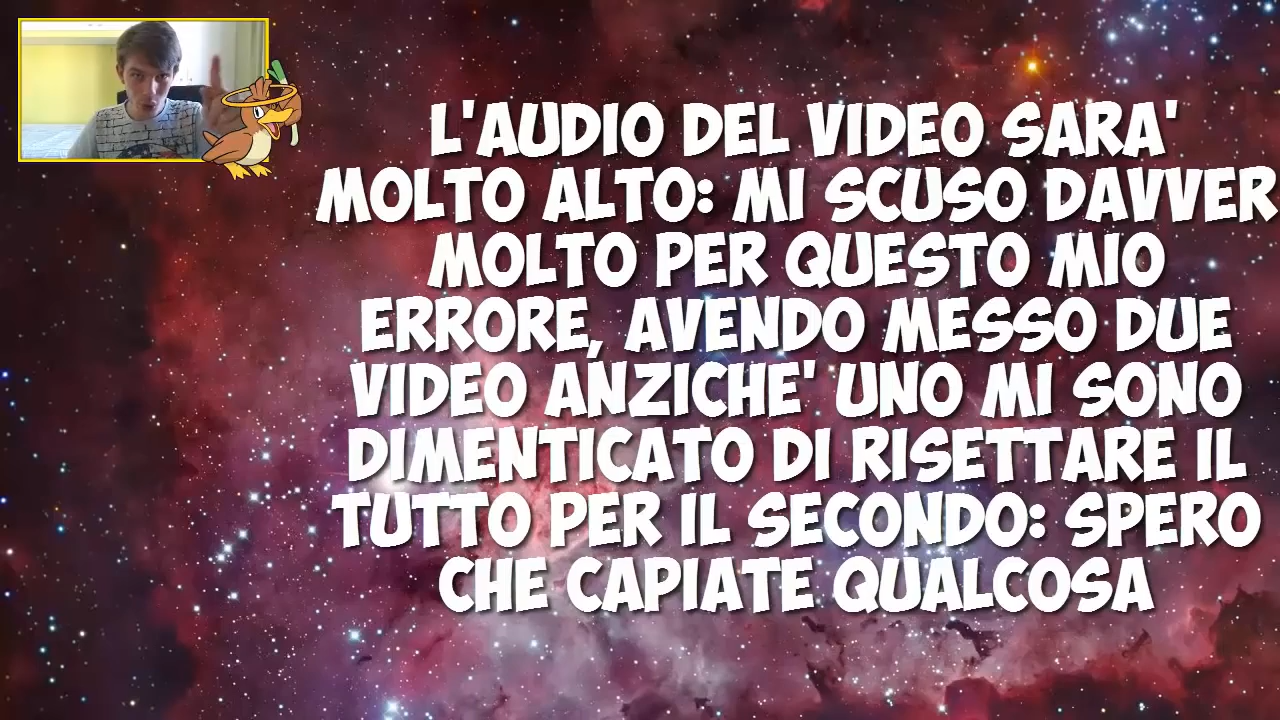 L'AUDIO DEL VIDEO SARA'
MOLTO ALTO: MI SCUSO DAVVER
MOLTO PER QUESTO MIO
ERRORE, AVENDO MESSO DUE
VIDEO ANZICHE' UNO MI SONO
DIMENTICATO DI RISETTARE IL
TUTTO PER IL SECONDO: SPERO
CHE CAPIATE QUALCOSA